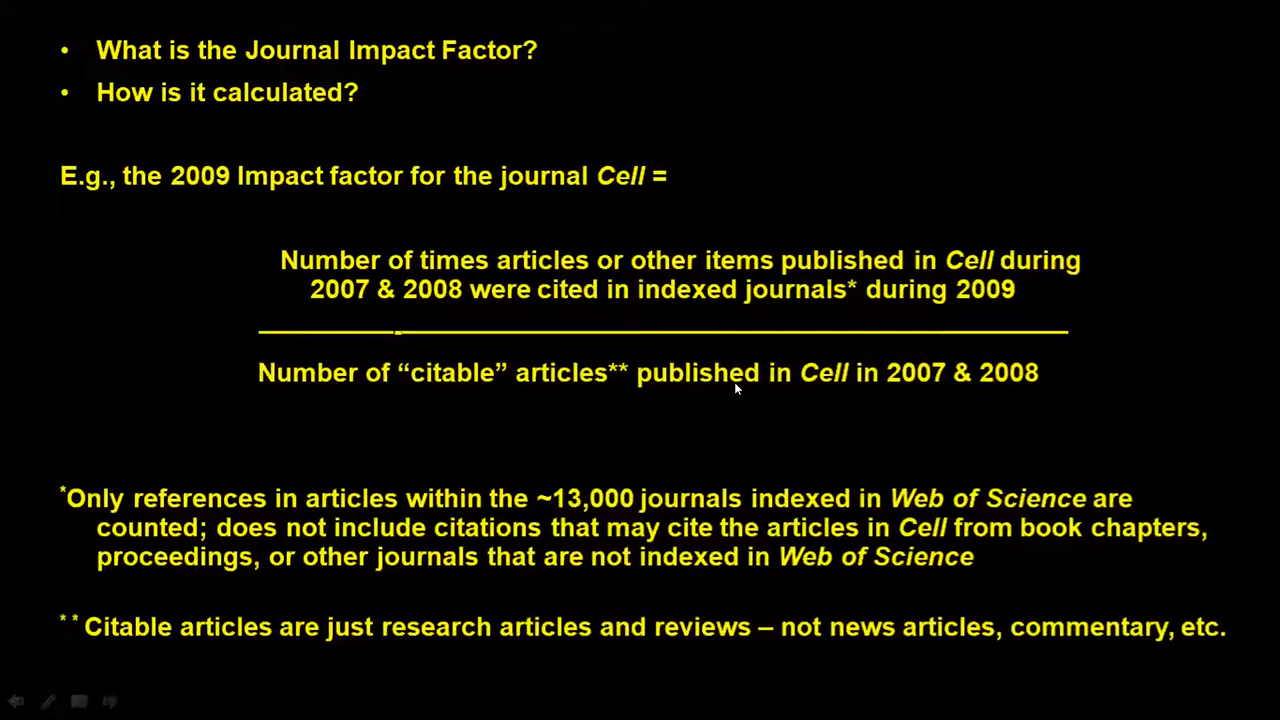 • What is the Journal Impact Factor?
• How is it calculated?
E.g., the 2009 Impact factor for the journal Cell =
Number of times articles or other items published in Cell during
2007 & 2008 were cited in indexed journals* during 2009
Number of “citable” articles** published in Cell in 2007 & 2008
*Only references in articles within the ~13,000 journals indexed in Web of Science are
counted; does not include citations that may cite the articles in Cell from book chapters,
proceedings, or other journals that are not indexed in Web of Science
** Citable articles are just research articles and reviews – not news articles, commentary, etc.